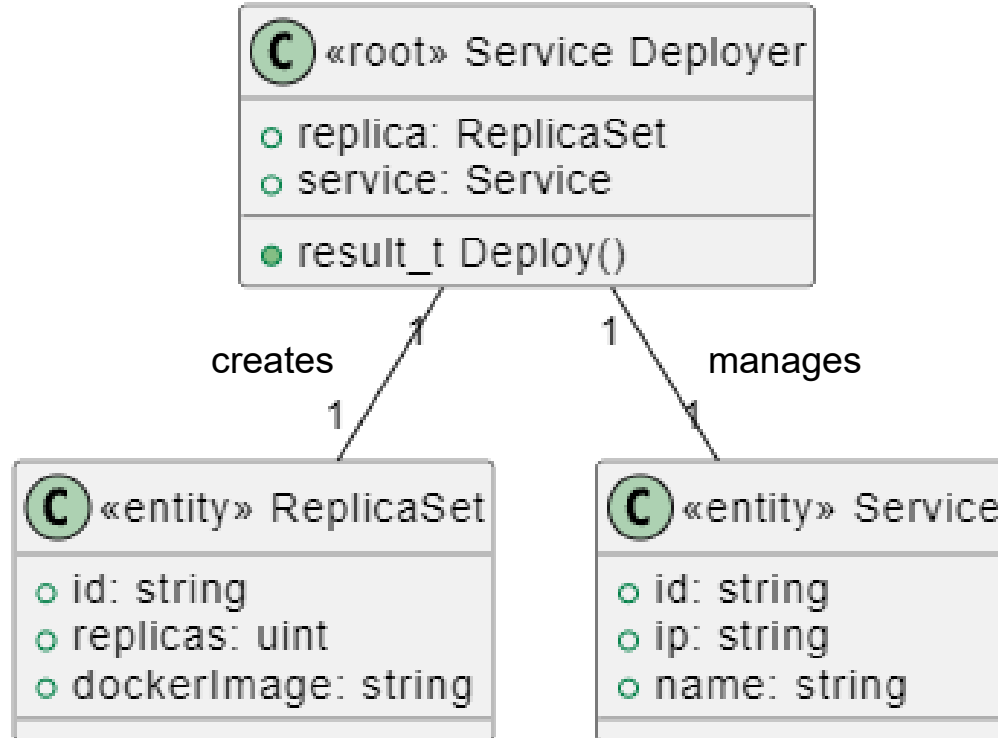 C «root» Service Deployer
replica: ReplicaSet
service: Service
result_t Deploy()
1 1
creates manages
1 1
C «entity» ReplicaSet
id: string
replicas: uint
dockerImage: string
C «entity» Service
id: string
ip: string
name: string